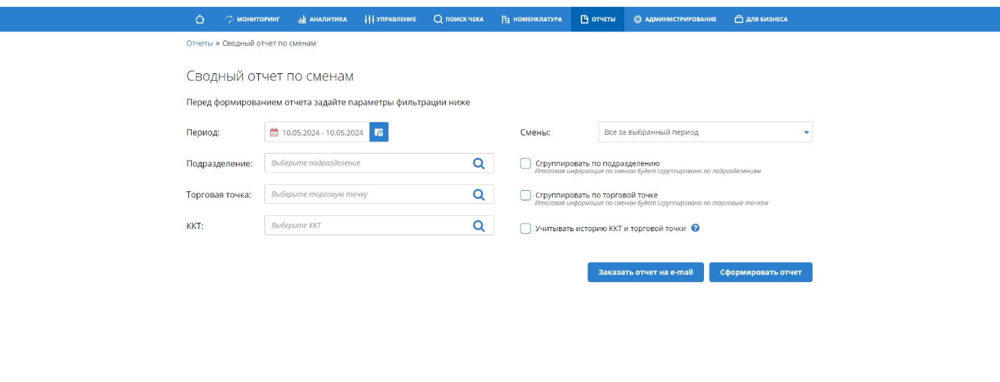 МОНИТОРИНГ АНАЛИТИКА УПРАВЛЕНИЕ ПОИСК ЧЕКА НОМЕНКЛАТУРА ОТЧЕТЫ АДМИНИСТРИРОВАНИЕ ДЛЯ БИЗНЕСА
Отчеты » Сводный отчет по сменам
Сводный отчет по сменам
Перед формированием отчета задайте параметры фильтрации ниже
Период: 10.05.2024 - 10.05.2024
Смены: Все за выбранный период
Подразделение: Выберите подразделение
Сгруппировать по подразделению
Итоговая информация по сменам будет сгруппирована по подразделениям
Торговая точка: Выберите торговую точку
Сгруппировать по торговой точке
Итоговая информация по сменам будет сгруппирована по торговым точкам
ККТ: Выберите ККТ
Учитывать историю ККТ и торговой точки ?
Заказать отчет на e-mail Сформировать отчет